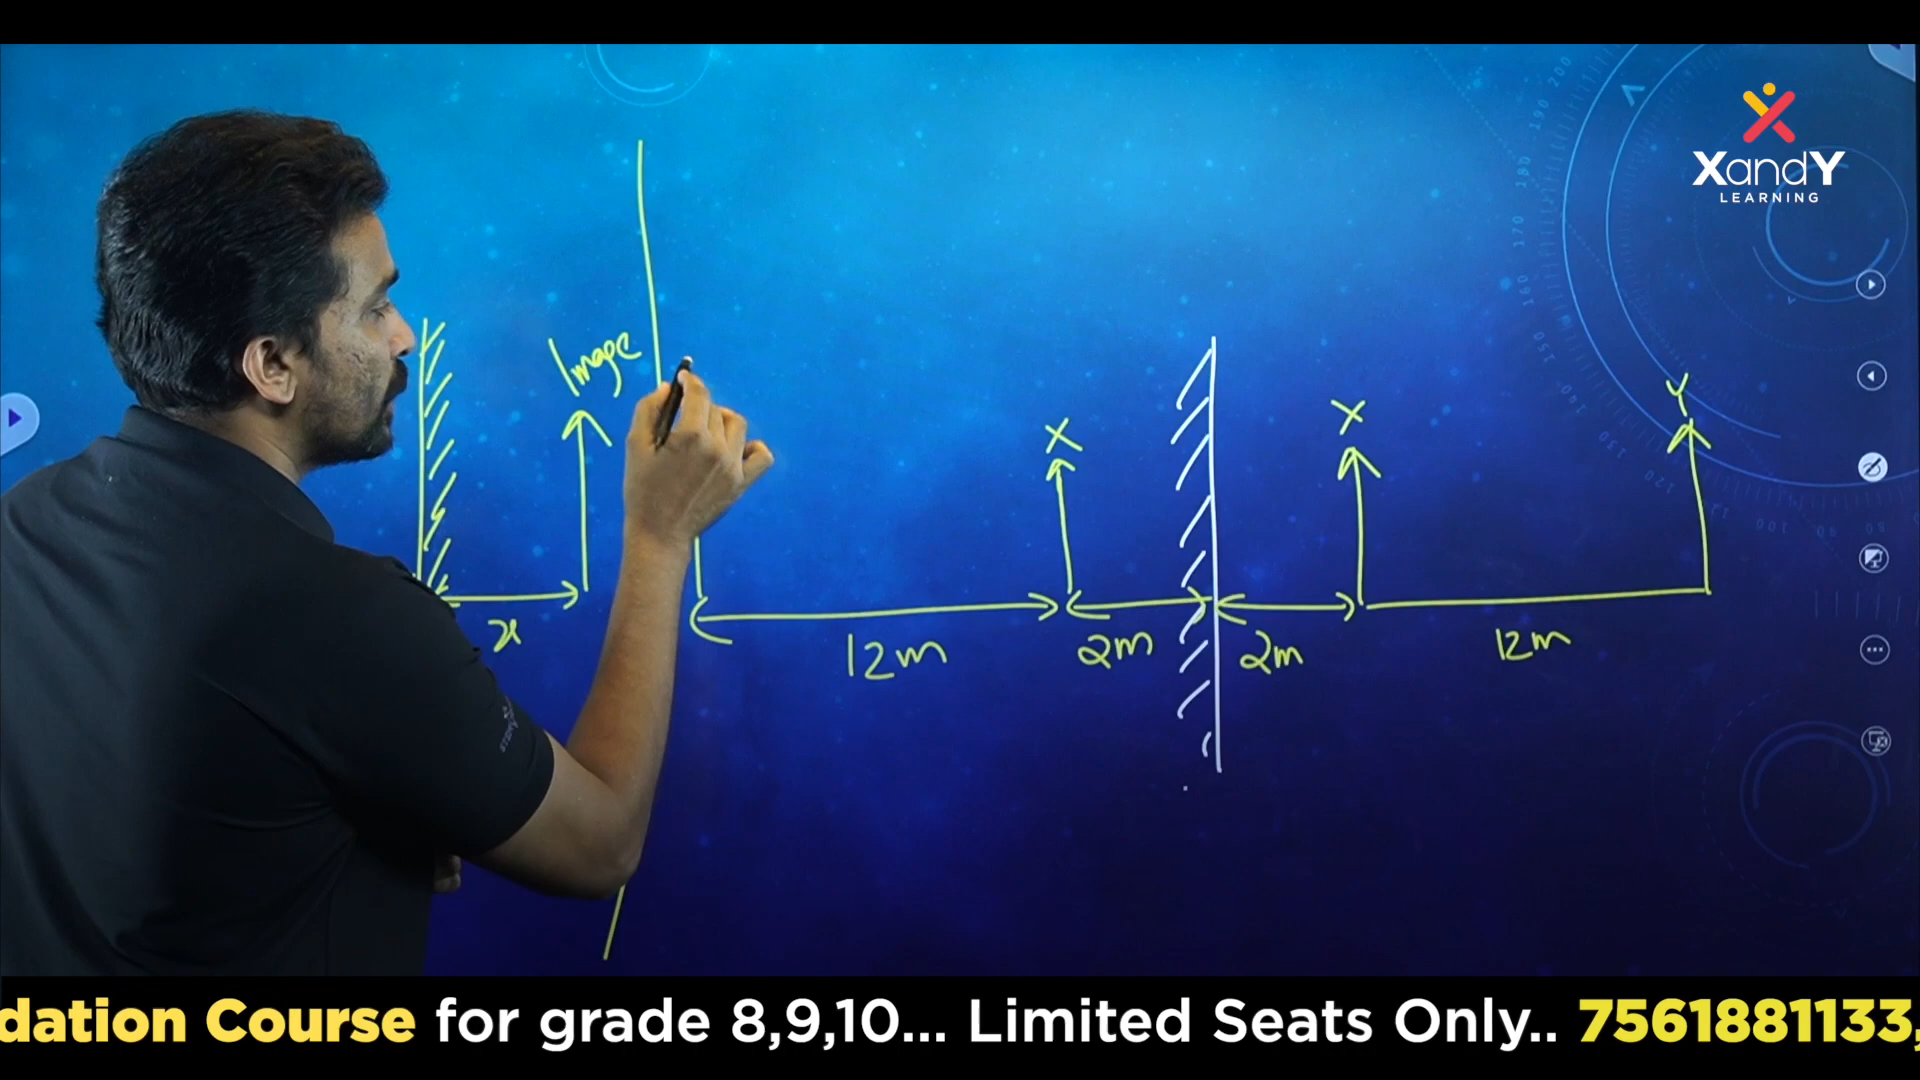 XandY
LEARNING
Image
X
X
Y
x
12m
2m
2m
12m
dation Course for grade 8,9,10... Limited Seats Only.. 7561881133,